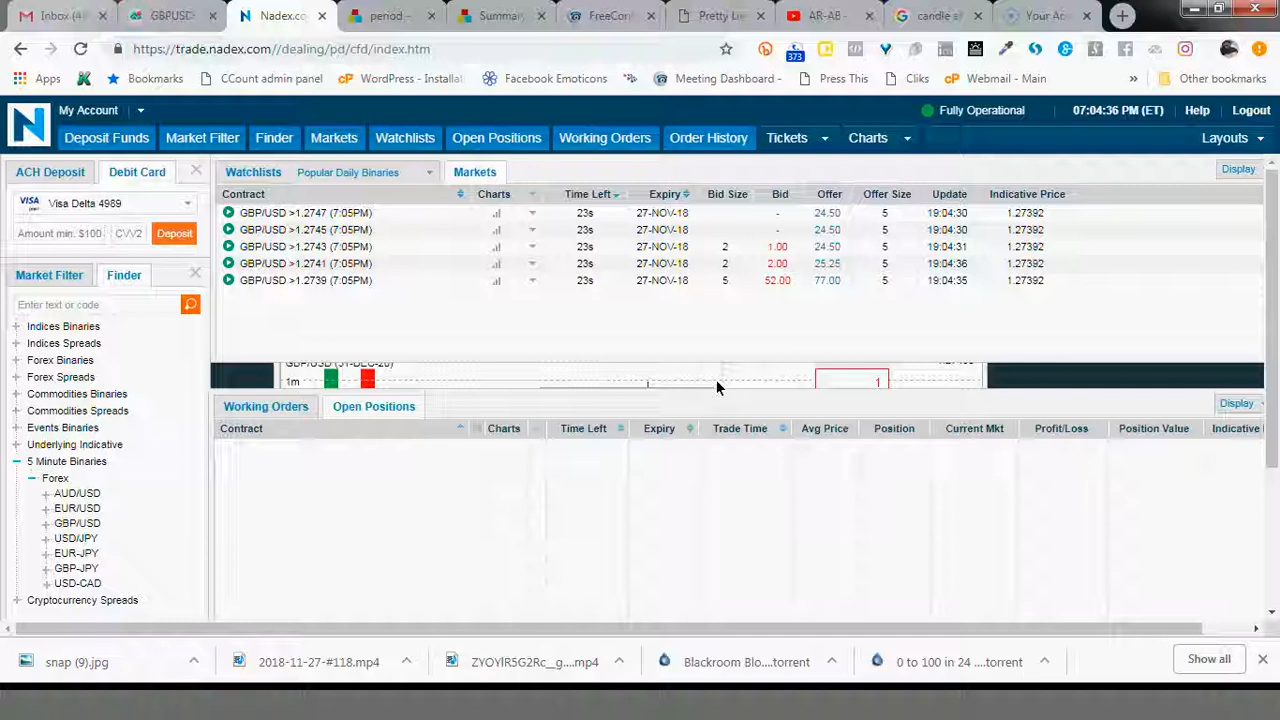 Inbox (4
GBPUSD
Nadex.co
period -
Summar
FreeConf
Pretty Li
AR-AB -
candle a
Your Ac
https://trade.nadex.com//dealing/pd/cfd/index.htm
373
Apps
Bookmarks
CCount admin panel
cP WordPress - Install
Facebook Emoticons
Meeting Dashboard -
Press This
Cliks
cP Webmail - Main
»
Other bookmarks
N
My Account
Fully Operational
07:04:36 PM (ET)
Help
Logout
Deposit Funds
Market Filter
Finder
Markets
Watchlists
Open Positions
Working Orders
Order History
Tickets
Charts
Layouts
ACH Deposit
Debit Card
VISA
Visa Delta 4989
Amount min. $100
CVV2
Deposit
Market Filter
Finder
Enter text or code
Indices Binaries
Indices Spreads
Forex Binaries
Forex Spreads
Commodities Binaries
Commodities Spreads
Events Binaries
Underlying Indicative
5 Minute Binaries
Forex
AUD/USD
EUR/USD
GBP/USD
USD/JPY
EUR-JPY
GBP-JPY
USD-CAD
Cryptocurrency Spreads
Watchlists
Popular Daily Binaries
Markets
Display
Contract Charts Time Left Expiry Bid Size Bid Offer Offer Size Update Indicative Price
GBP/USD >1.2747 (7:05PM) 23s 27-NOV-18 - 24.50 5 19:04:30 1.27392
GBP/USD >1.2745 (7:05PM) 23s 27-NOV-18 - 24.50 5 19:04:30 1.27392
GBP/USD >1.2743 (7:05PM) 23s 27-NOV-18 2 1.00 24.50 5 19:04:31 1.27392
GBP/USD >1.2741 (7:05PM) 23s 27-NOV-18 2 2.00 25.25 5 19:04:36 1.27392
GBP/USD >1.2739 (7:05PM) 23s 27-NOV-18 5 52.00 77.00 5 19:04:35 1.27392
GBP/USD (31-DEC-20)
1m
1
Working Orders
Open Positions
Display
Contract Charts Time Left Expiry Trade Time Avg Price Position Current Mkt Profit/Loss Position Value Indicative
snap (9).jpg
2018-11-27-#118.mp4
ZYOYlR5G2Rc__g....mp4
Blackroom Blo....torrent
0 to 100 in 24 ....torrent
Show all